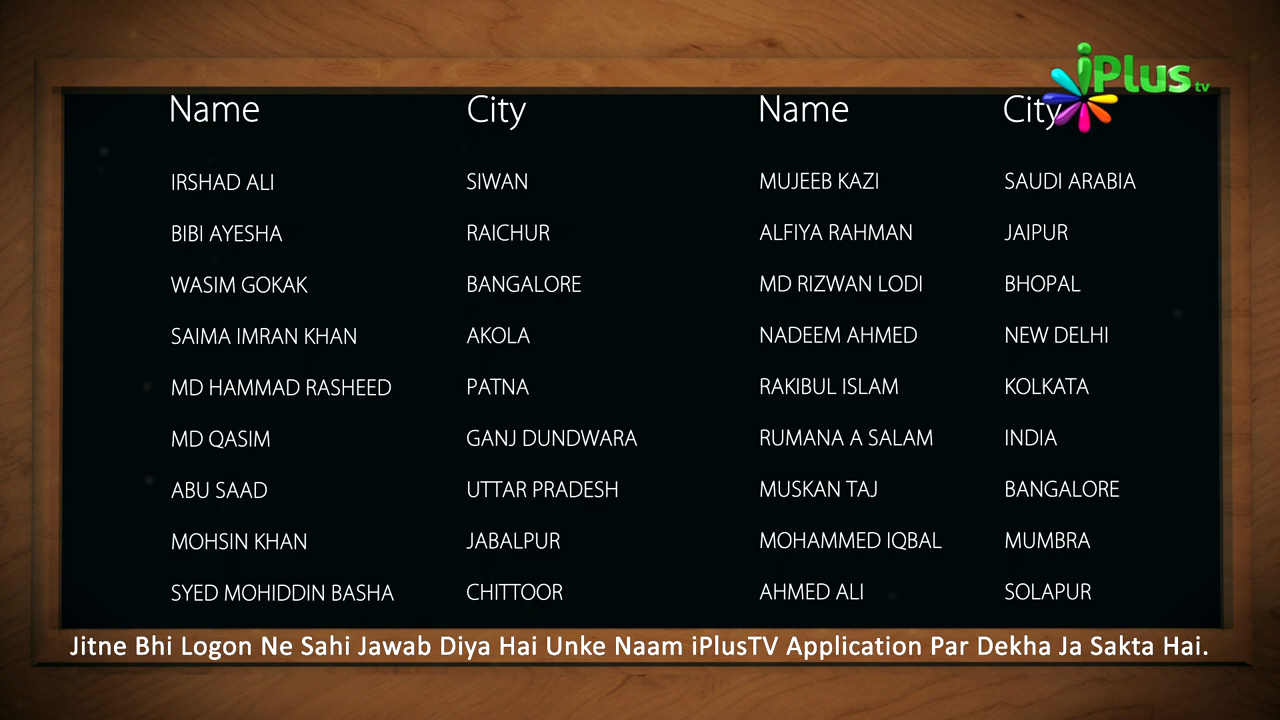 iPlus tv
Name City Name City
IRSHAD ALI SIWAN MUJEEB KAZI SAUDI ARABIA
BIBI AYESHA RAICHUR ALFIYA RAHMAN JAIPUR
WASIM GOKAK BANGALORE MD RIZWAN LODI BHOPAL
SAIMA IMRAN KHAN AKOLA NADEEM AHMED NEW DELHI
MD HAMMAD RASHEED PATNA RAKIBUL ISLAM KOLKATA
MD QASIM GANJ DUNDWARA RUMANA A SALAM INDIA
ABU SAAD UTTAR PRADESH MUSKAN TAJ BANGALORE
MOHSIN KHAN JABALPUR MOHAMMED IQBAL MUMBRA
SYED MOHIDDIN BASHA CHITTOOR AHMED ALI SOLAPUR
Jitne Bhi Logon Ne Sahi Jawab Diya Hai Unke Naam iPlusTV Application Par Dekha Ja Sakta Hai.